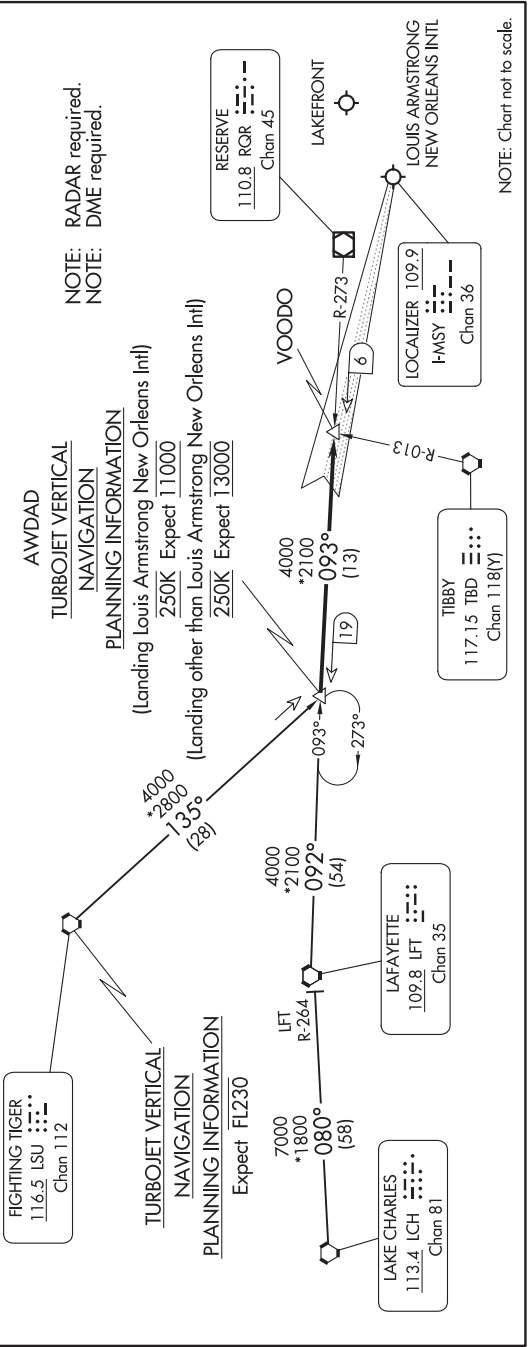 NOTE: RADAR required.
NOTE: DME required.
AWDAD
TURBOJET VERTICAL
NAVIGATION
PLANNING INFORMATION
(Landing Louis Armstrong New Orleans Intl)
250K Expect 11000
(Landing other than Louis Armstrong New Orleans Intl)
250K Expect 13000
FIGHTING TIGER
116.5 LSU
Chan 112
TURBOJET VERTICAL
NAVIGATION
PLANNING INFORMATION
Expect FL230
4000
*2800
135°
(28)
RESERVE
110.8 RQR
Chan 45
LAKEFRONT
LOUIS ARMSTRONG
NEW ORLEANS INTL
VOODO
R-273
6
LOCALIZER 109.9
I-MSY
Chan 36
4000
*2100
093°
(13)
19
R-013
TIBBY
117.15 TBD
Chan 118(Y)
093°
273°
4000
*2100
092°
(54)
LAFAYETTE
109.8 LFT
Chan 35
LFT
R-264
7000
*1800
080°
(58)
LAKE CHARLES
113.4 LCH
Chan 81
NOTE: Chart not to scale.